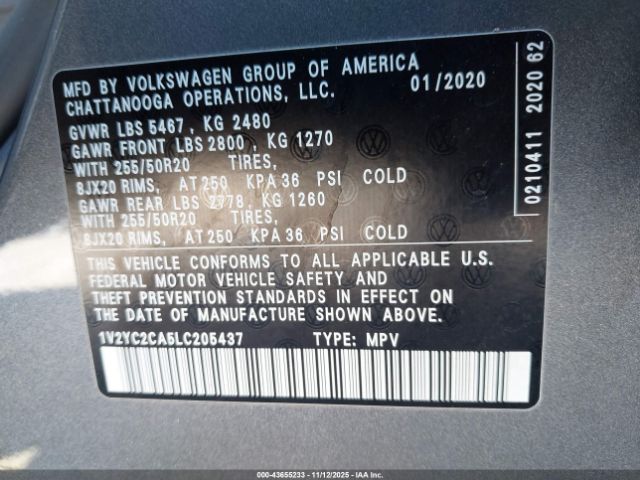 MFD BY VOLKSWAGEN GROUP OF AMERICA
CHATTANOOGA OPERATIONS, LLC. 01/2020
GVWR LBS 5467, KG 2480
GAWR FRONT LBS 2800, KG 1270
WITH 255/50R20 TIRES,
8JX20 RIMS, AT 250 KPA 36 PSI COLD
GAWR REAR LBS 2778, KG 1260
WITH 255/50R20 TIRES,
8JX20 RIMS, AT 250 KPA 36 PSI COLD
THIS VEHICLE CONFORMS TO ALL APPLICABLE U.S.
FEDERAL MOTOR VEHICLE SAFETY AND
THEFT PREVENTION STANDARDS IN EFFECT ON
THE DATE OF MANUFACTURE SHOWN ABOVE.
1V2YC2CA5LC205437 TYPE: MPV
0210411 2020 62
000-43655233 - 11/12/2025 - IAA Corp.